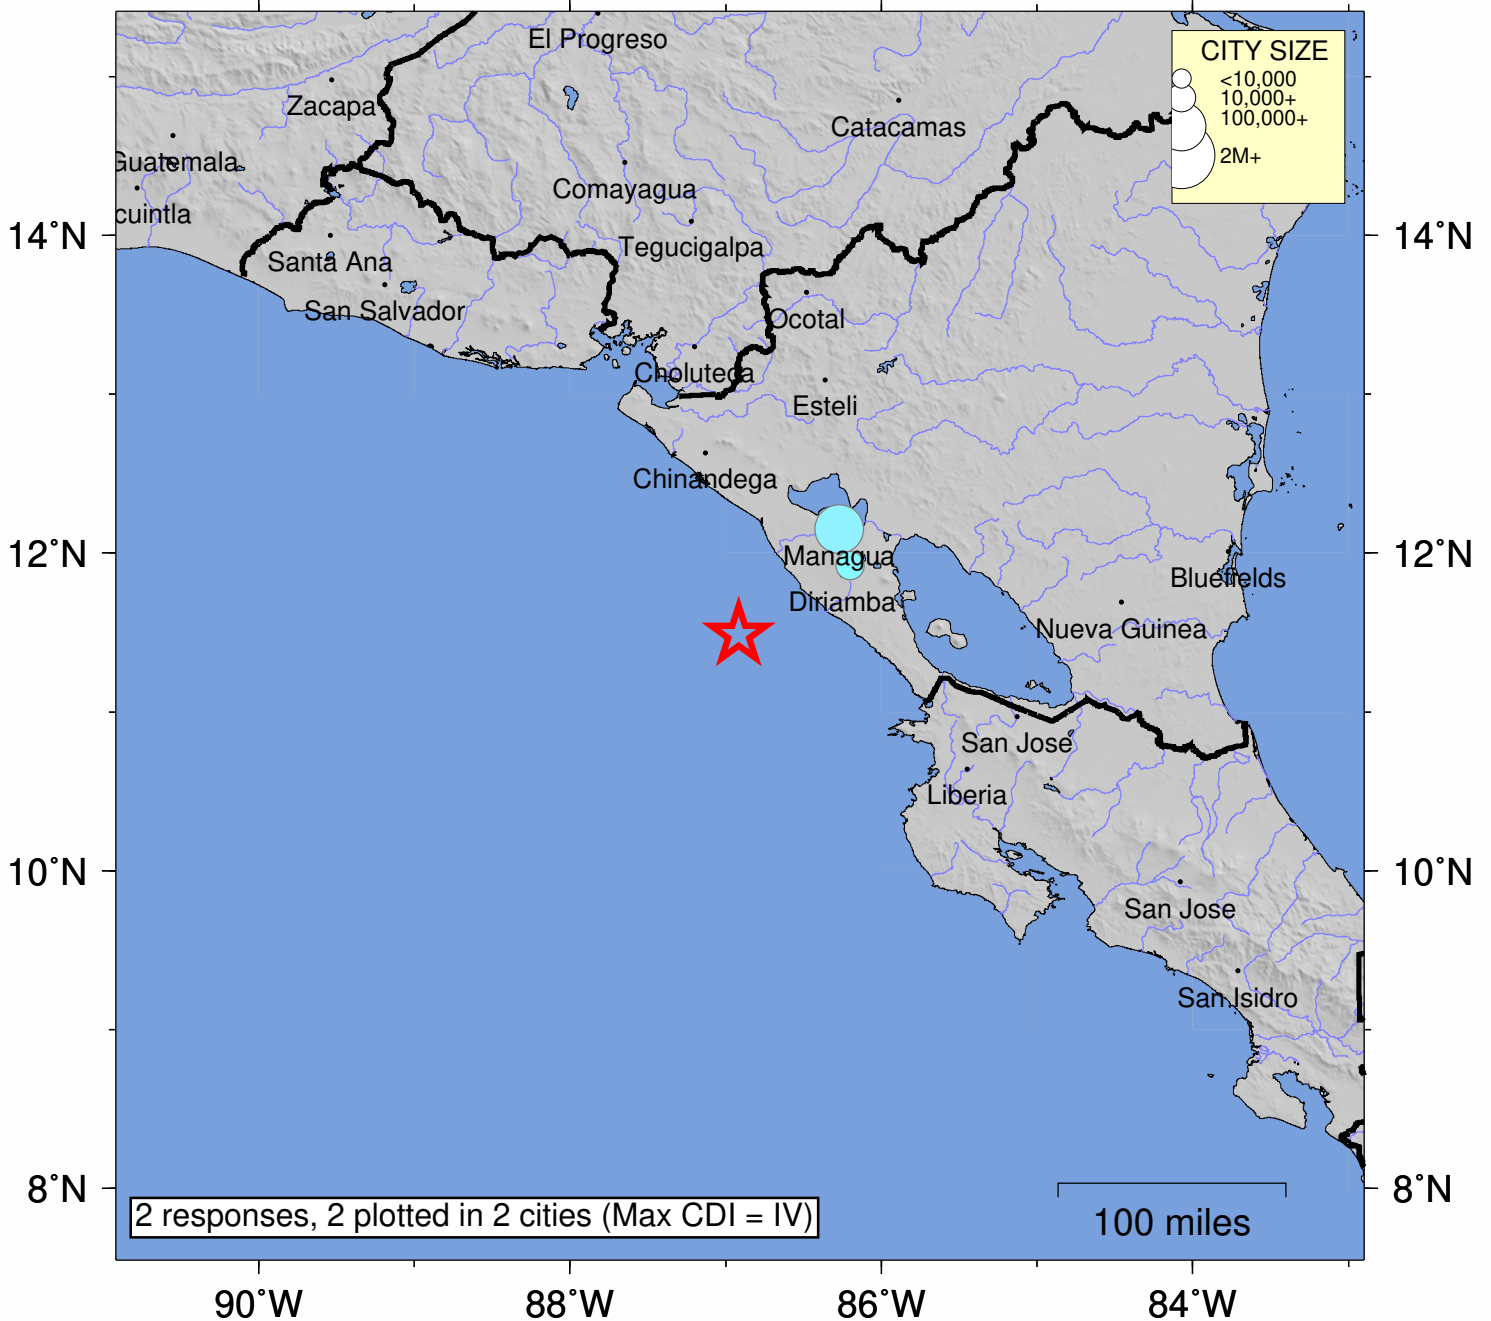 El Progreso
CITY SIZE
<10,000
10,000+
100,000+
2M+
Zacapa
Catacamas
Guatemala
Comayagua
cuintla
14°N
14°N
Tegucigalpa
Santa Ana
San Salvador
Ocotal
Choluteca
Esteli
Chinandega
12°N
12°N
Managua
Bluefields
Diriamba
Nueva Guinea
San Jose
Liberia
10°N
10°N
San Jose
San Isidro
8°N
8°N
2 responses, 2 plotted in 2 cities (Max CDI = IV)
100 miles
90°W
88°W
86°W
84°W